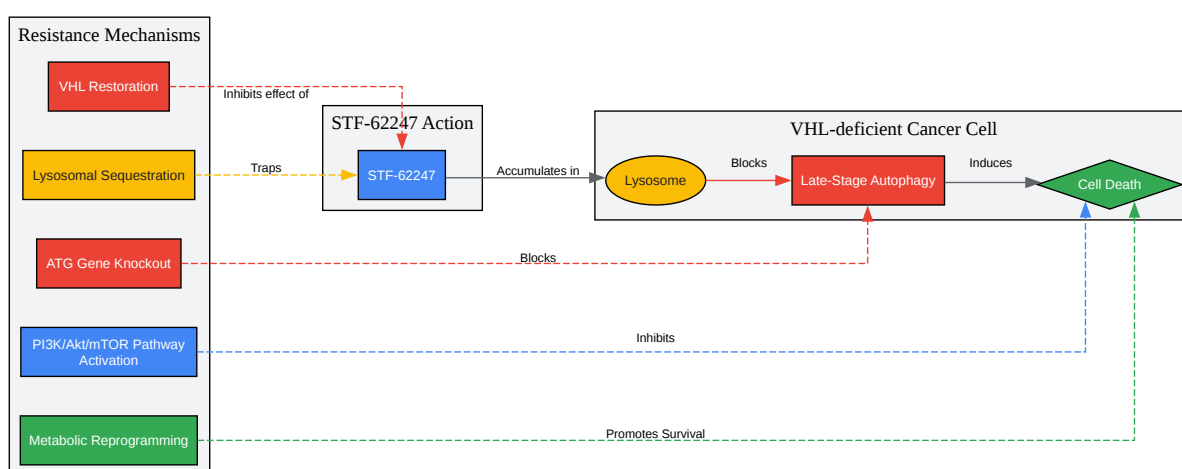 Resistance Mechanisms
VHL Restoration
Inhibits effect of
STF-62247 Action
VHL-deficient Cancer Cell
Lysosomal Sequestration
Traps
STF-62247
Accumulates in
Lysosome
Blocks
Late-Stage Autophagy
Induces
Cell Death
ATG Gene Knockout
Blocks
PI3K/Akt/mTOR Pathway
Activation
Inhibits
Metabolic Reprogramming
Promotes Survival